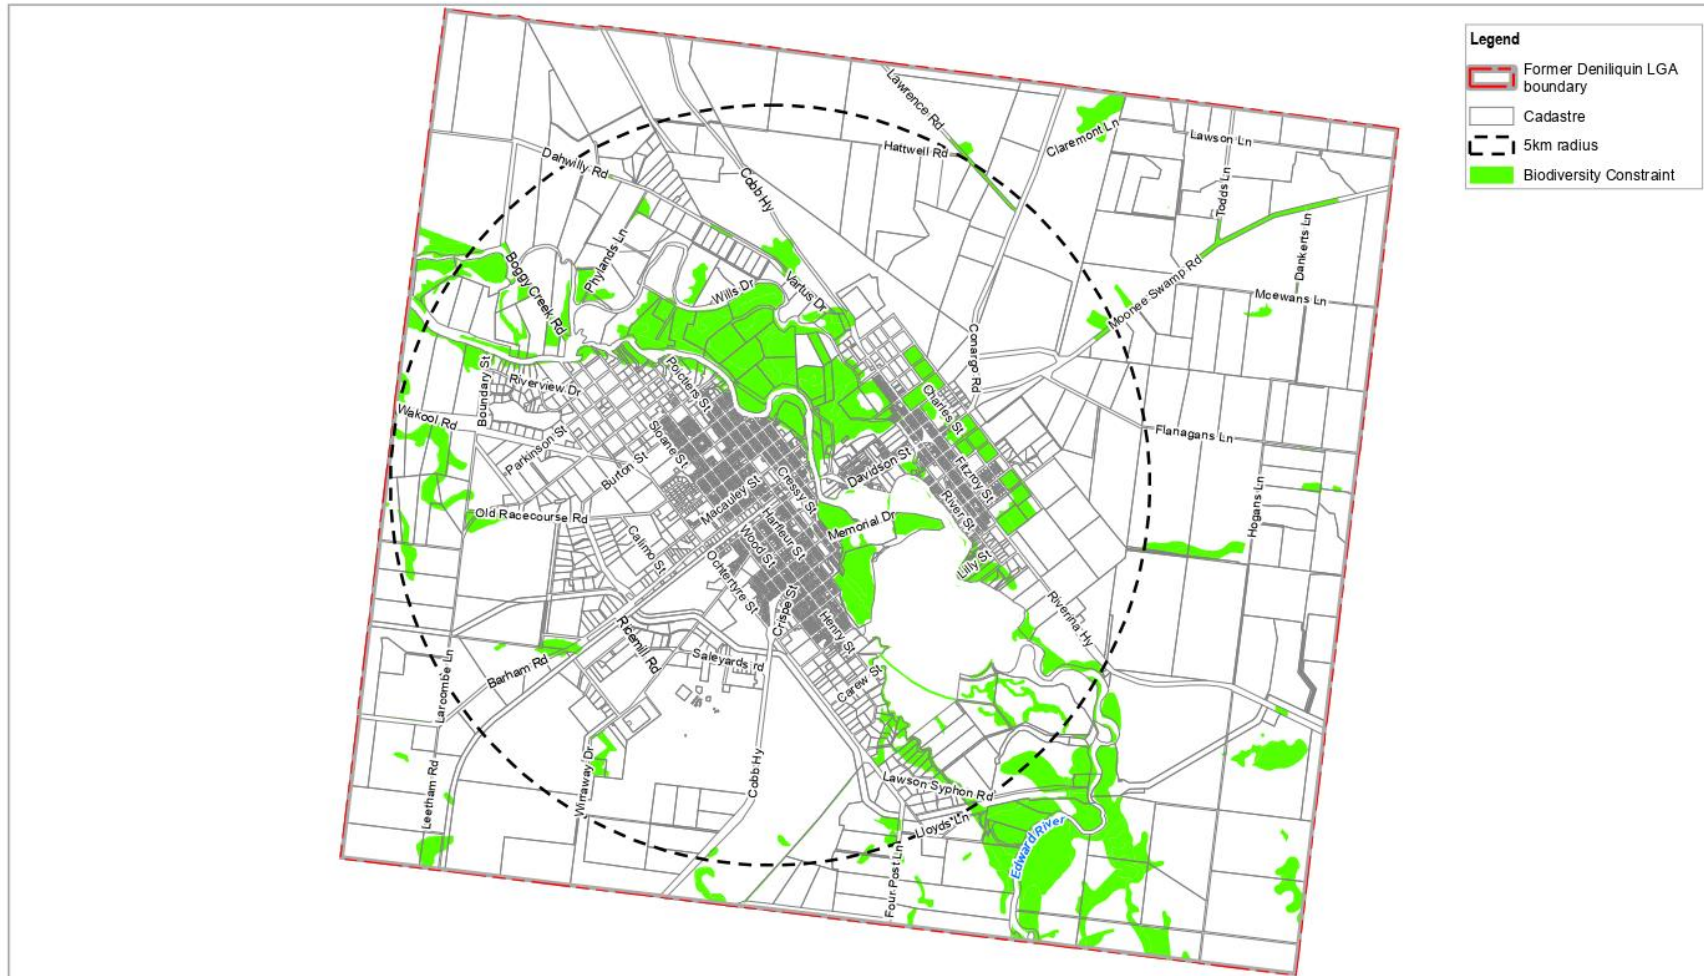 Legend
Former Deniliquin LGA
boundary
Cadastre
5km radius
Biodiversity Constraint
Lawrence Rd
Hattwell Rd
Claremont Ln
Lawson Ln
Dahwilly Rd
Cobb Hy
Todds Ln
Phylands Ln
Boggy Creek Rd
Dankerts Ln
Moonee Swamp Rd
Wills Dr
Vartus Dr
Mcewans Ln
Conargo Rd
Poictiers St
Boundary St
Riverview Dr
Charles St
Wakool Rd
Flanagans Ln
Sloane St
Parkinson St
Burton St
Davidson St
Fitzroy St
Cressy St
Macauley St
River St
Hogans Ln
Old Racecourse Rd
Memorial Dr
Harfleur St
Wood St
Calimo St
Ochtertyre St
Lilly St
Crispe St
Henry St
Riverina Hy
Ricemill Rd
Saleyards rd
Barham Rd
Larcombe Ln
Carew St
Wirraway Dr
Cobb Hy
Leetham Rd
Lawson Syphon Rd
Lloyds Ln
Edward River
Four Post Ln